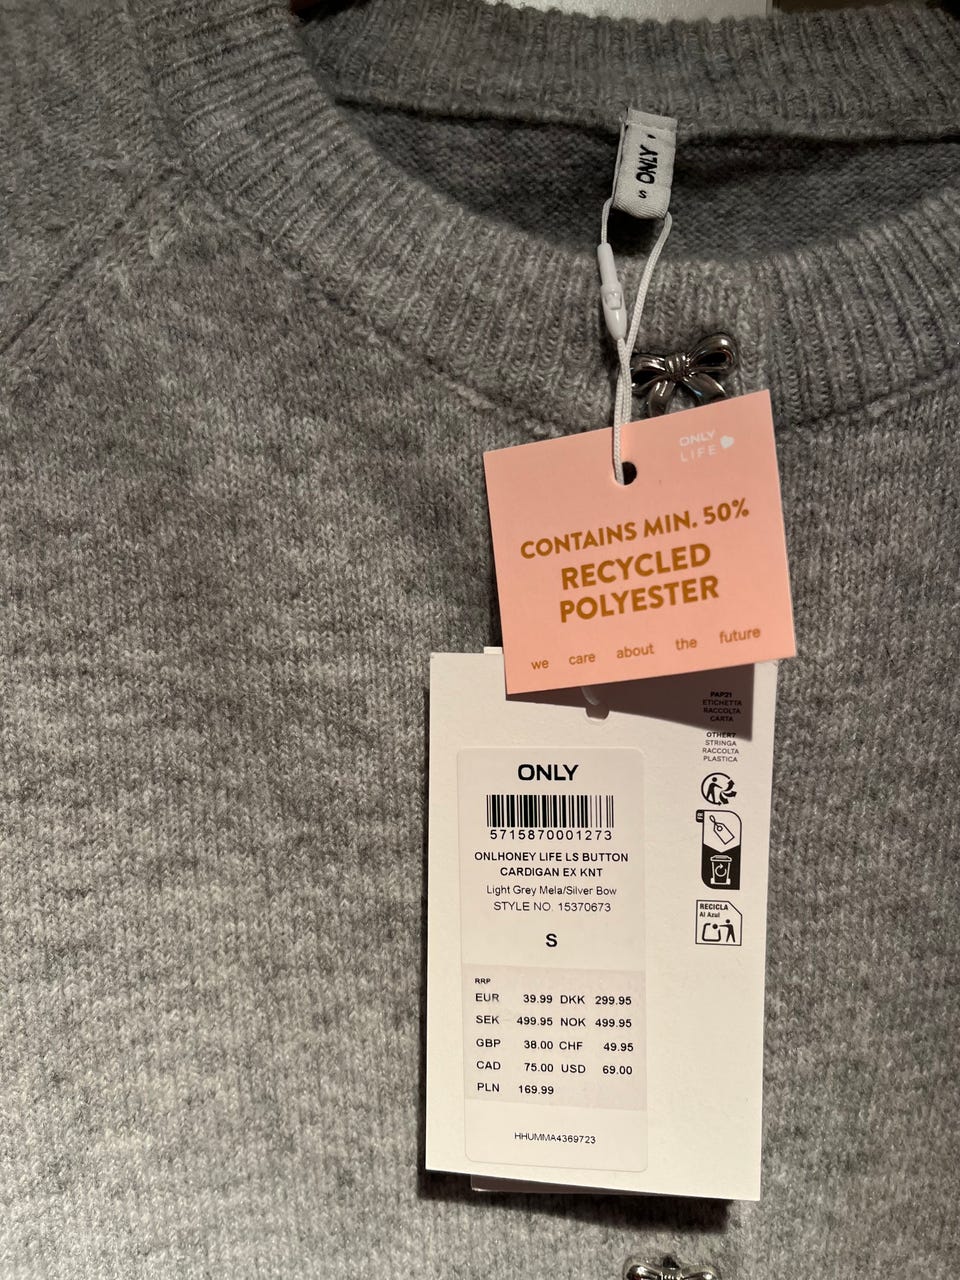 ONLY
S
ONLY
LIFE
CONTAINS MIN. 50%
RECYCLED
POLYESTER
we care about the future
PAP21
ETICHETTA
RACCOLTA
CARTA
OTHER7
STRINGA
RACCOLTA
PLASTICA
FR
RECICLA
Al Azul
ONLY
5715870001273
ONLHONEY LIFE LS BUTTON
CARDIGAN EX KNT
Light Grey Mela/Silver Bow
STYLE NO. 15370673
S
RRP
EUR 39.99 DKK 299.95
SEK 499.95 NOK 499.95
GBP 38.00 CHF 49.95
CAD 75.00 USD 69.00
PLN 169.99
HHUMMA4369723